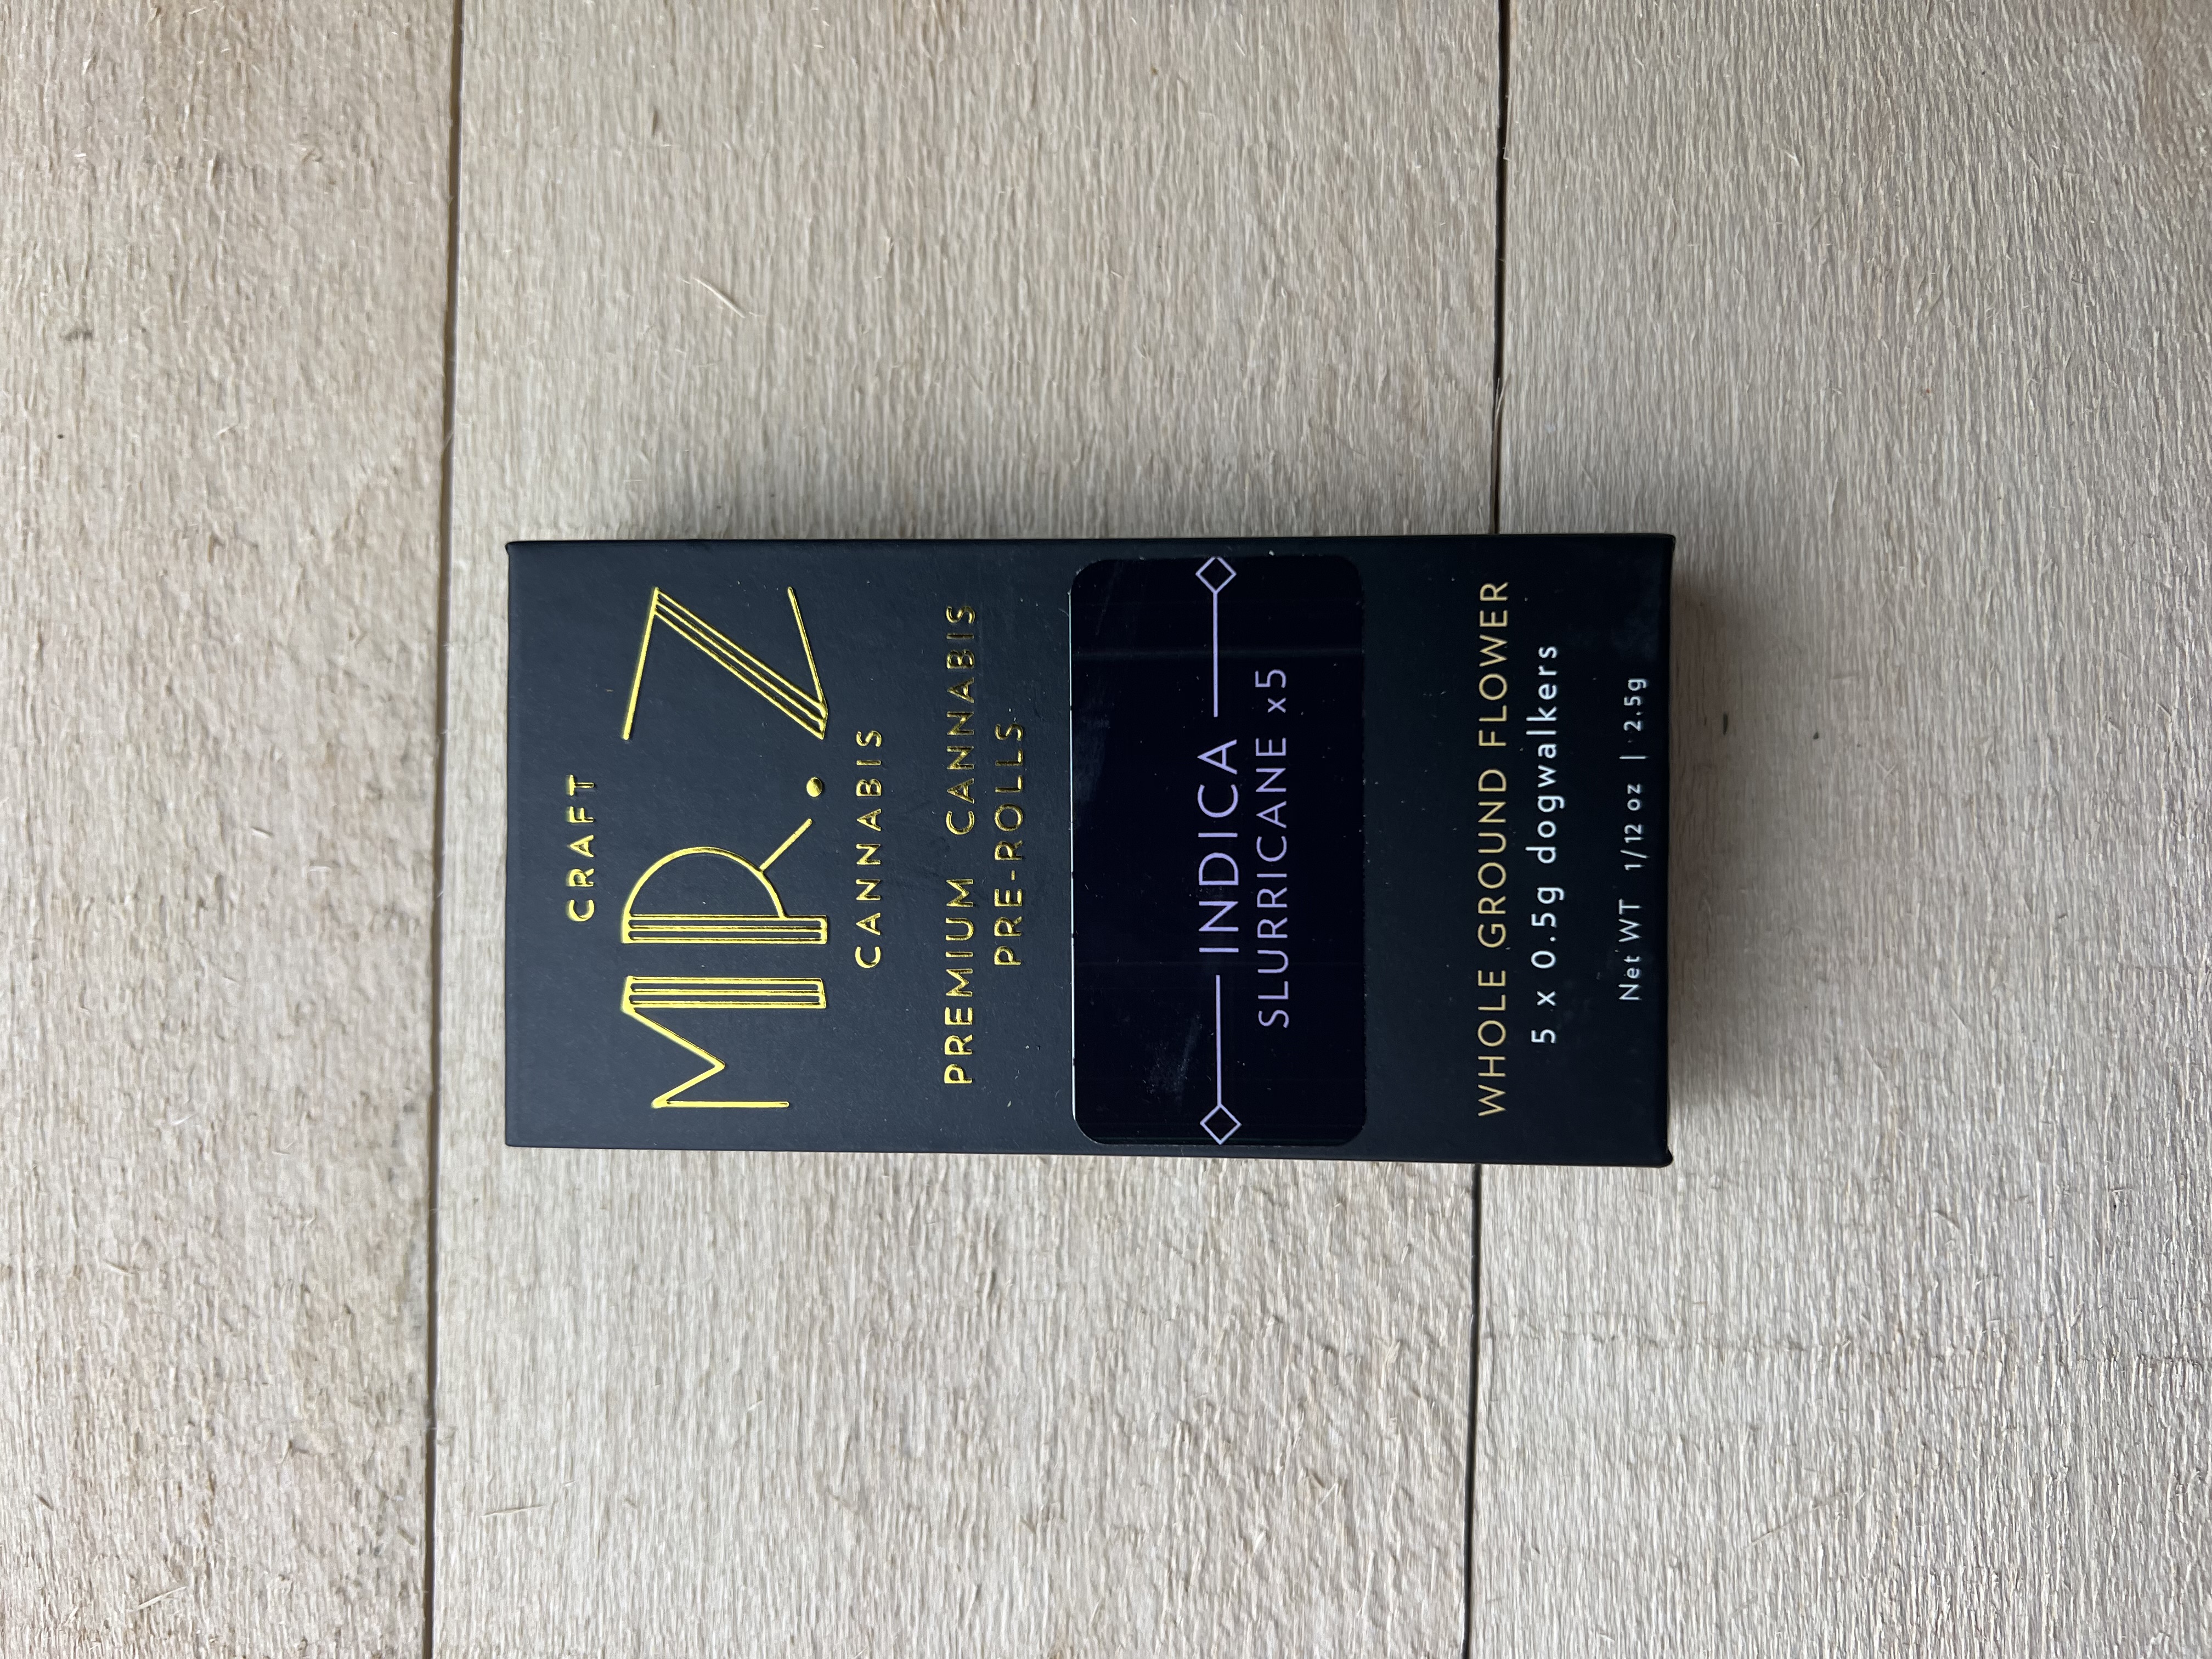 CRAFT
MR.Z
CANNABIS
PREMIUM CANNABIS
PRE-ROLLS
INDICA
SLURRICANE x5
WHOLE GROUND FLOWER
5 x 0.5g dogwalkers
Net WT 1/12 oz | 2.5g